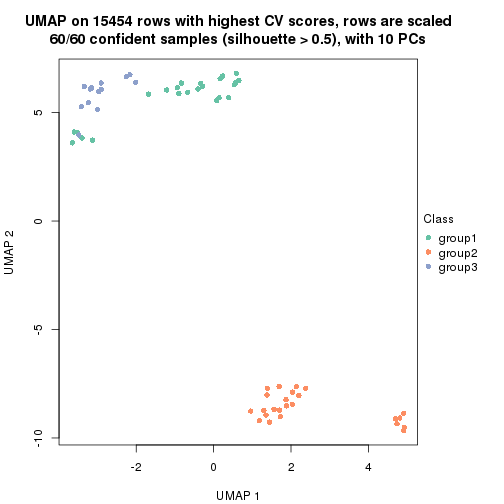 UMAP on 15454 rows with highest CV scores, rows are scaled
60/60 confident samples (silhouette > 0.5), with 10 PCs
5
0
-5
-10
UMAP 2
-2
0
2
4
UMAP 1
Class
group1
group2
group3